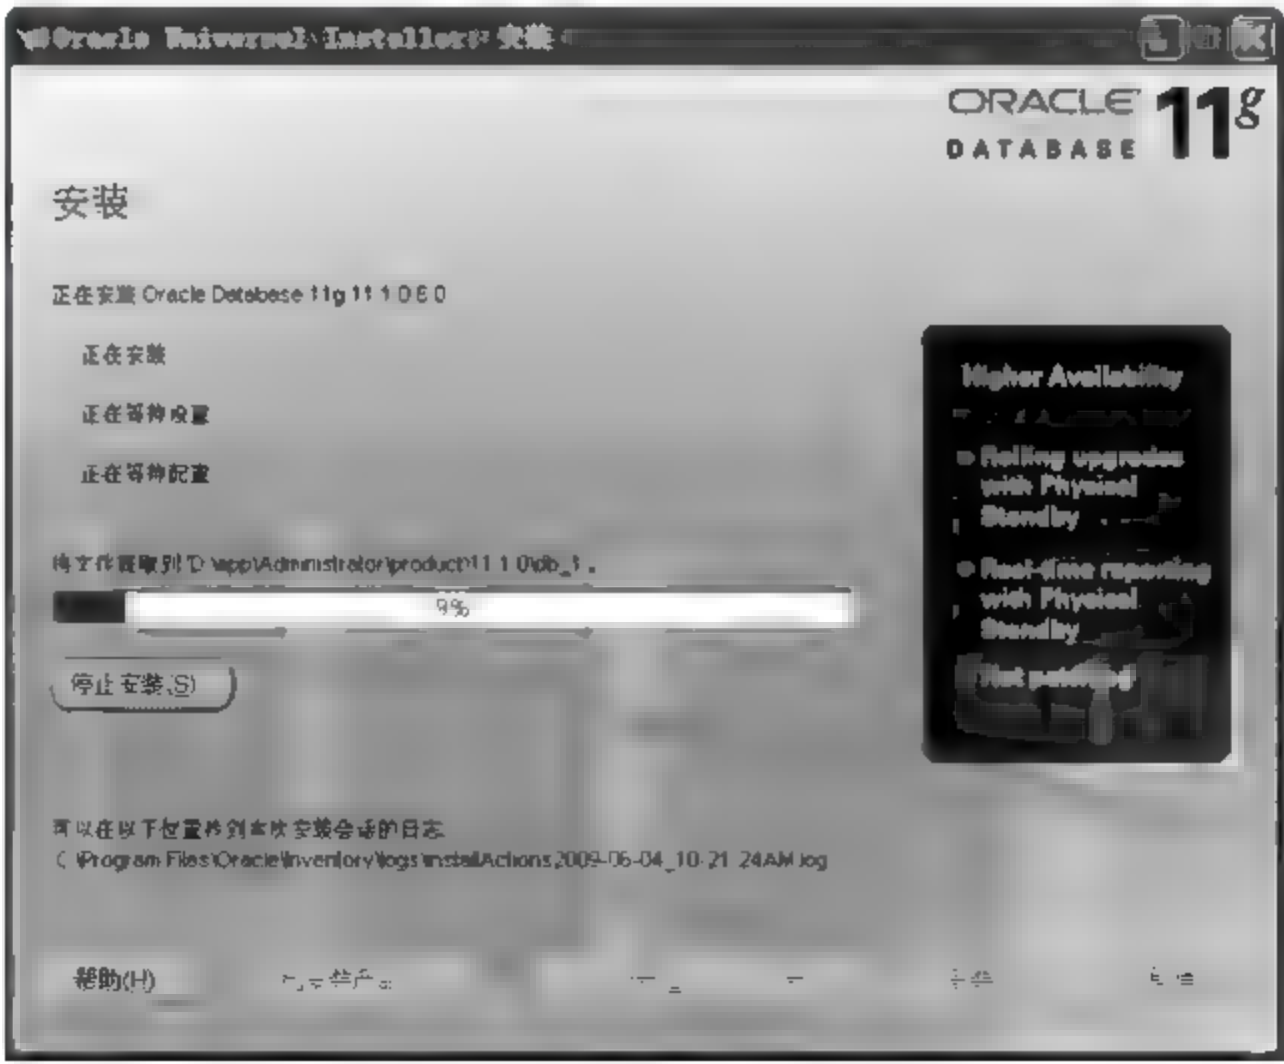 Oracle Universal Installer: 安装
ORACLE 11g
DATABASE
安装
正在安装 Oracle Database 11g 11.1.0.6.0
正在安装
正在等待设置
正在等待配置
将文件提取到 'D:\app\Administrator\product\11.1.0\db_1'。
9%
停止安装(S)
Higher Availability
Rolling upgrades
with Physical
Standby
Real-time reporting
with Physical
Standby
Hot patching
可以在以下位置找到本次安装会话的日志:
C:\Program Files\Oracle\Inventory\logs\installActions2009-06-04_10-21-24AM.log
帮助(H)